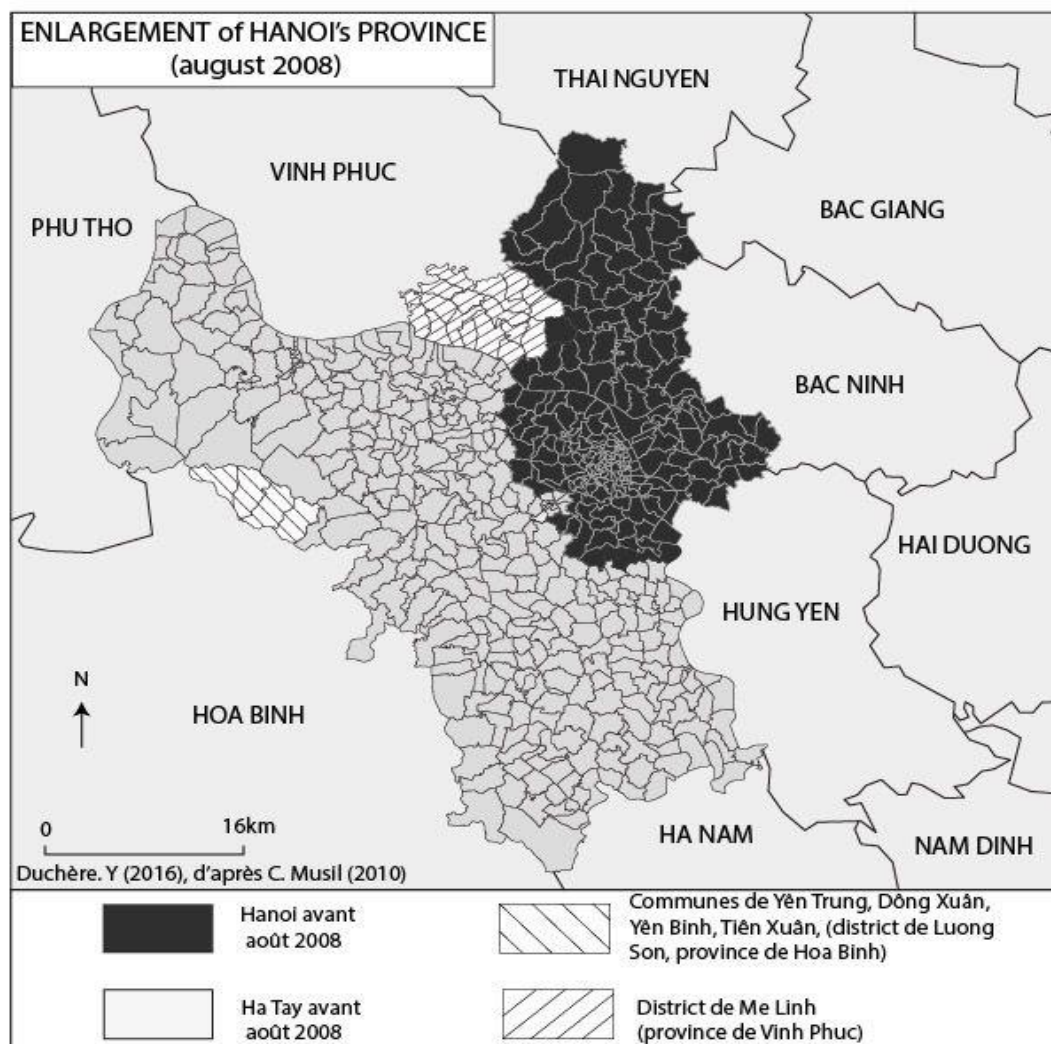 ENLARGEMENT of HANOI's PROVINCE
(august 2008)
THAI NGUYEN
VINH PHUC
PHU THO
BAC GIANG
BAC NINH
HAI DUONG
HUNG YEN
N
HOA BINH
0 16km
HA NAM
NAM DINH
Duchère. Y (2016), d'après C. Musil (2010)
Hanoi avant
août 2008
Communes de Yên Trung, Dông Xuân,
Yên Binh, Tiên Xuân, (district de Luong
Son, province de Hoa Binh)
Ha Tay avant
août 2008
District de Me Linh
(province de Vinh Phuc)